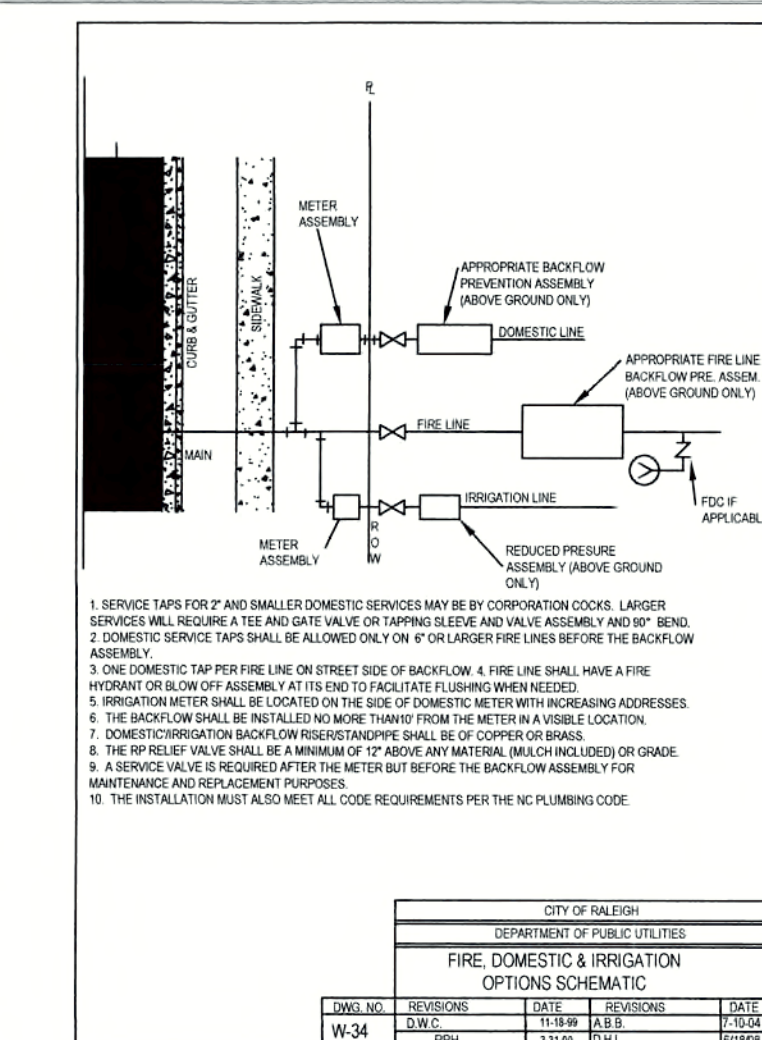 PL
METER
ASSEMBLY
APPROPRIATE BACKFLOW
PREVENTION ASSEMBLY
(ABOVE GROUND ONLY)
CURB & GUTTER
SIDEWALK
DOMESTIC LINE
APPROPRIATE FIRE LINE
BACKFLOW PRE. ASSEM.
(ABOVE GROUND ONLY)
FIRE LINE
MAIN
IRRIGATION LINE
FDC IF
APPLICABL
METER
ASSEMBLY
R
O
W
REDUCED PRESURE
ASSEMBLY (ABOVE GROUND
ONLY)
1. SERVICE TAPS FOR 2" AND SMALLER DOMESTIC SERVICES MAY BE BY CORPORATION COCKS. LARGER
SERVICES WILL REQUIRE A TEE AND GATE VALVE OR TAPPING SLEEVE AND VALVE ASSEMBLY AND 90° BEND.
2. DOMESTIC SERVICE TAPS SHALL BE ALLOWED ONLY ON 6" OR LARGER FIRE LINES BEFORE THE BACKFLOW
ASSEMBLY.
3. ONE DOMESTIC TAP PER FIRE LINE ON STREET SIDE OF BACKFLOW. 4. FIRE LINE SHALL HAVE A FIRE
HYDRANT OR BLOW OFF ASSEMBLY AT ITS END TO FACILITATE FLUSHING WHEN NEEDED.
5. IRRIGATION METER SHALL BE LOCATED ON THE SIDE OF DOMESTIC METER WITH INCREASING ADDRESSES.
6. THE BACKFLOW SHALL BE INSTALLED NO MORE THAN10' FROM THE METER IN A VISIBLE LOCATION.
7. DOMESTIC'/IRRIGATION BACKFLOW RISER/STANDPIPE SHALL BE OF COPPER OR BRASS.
8. THE RP RELIEF VALVE SHALL BE A MINIMUM OF 12" ABOVE ANY MATERIAL (MULCH INCLUDED) OR GRADE.
9. A SERVICE VALVE IS REQUIRED AFTER THE METER BUT BEFORE THE BACKFLOW ASSEMBLY FOR
MAINTENANCE AND REPLACEMENT PURPOSES.
10. THE INSTALLATION MUST ALSO MEET ALL CODE REQUIREMENTS PER THE NC PLUMBING CODE.
CITY OF RALEIGH
DEPARTMENT OF PUBLIC UTILITIES
FIRE, DOMESTIC & IRRIGATION
OPTIONS SCHEMATIC
DWG. NO. REVISIONS DATE REVISIONS DATE
W-34 D.W.C. 11-18-99 A.B.B. 7-10-04